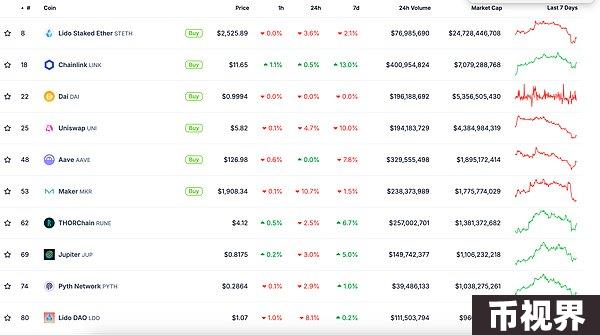 # Coin Price 1h 24h 7d 24h Volume Market Cap Last 7 Days
8 Lido Staked Ether STETH Buy $2,525.89 0.0% 3.6% 2.1% $76,985,690 $24,728,446,708
18 Chainlink LINK Buy $11.65 1.1% 0.5% 13.0% $400,954,824 $7,079,288,768
22 Dai DAI Buy $0.9994 0.0% 0.0% 0.0% $196,188,692 $5,356,505,430
25 Uniswap UNI Buy $5.82 0.1% 4.7% 10.0% $194,183,729 $4,384,984,319
48 Aave AAVE Buy $126.98 0.6% 0.0% 7.8% $329,555,498 $1,895,172,414
53 Maker MKR Buy $1,908.34 0.1% 10.7% 1.5% $238,373,989 $1,775,774,029
62 THORChain RUNE $4.12 0.5% 2.5% 6.7% $257,002,701 $1,381,372,682
69 Jupiter JUP $0.8175 0.2% 3.0% 5.0% $149,742,377 $1,106,232,218
74 Pyth Network PYTH $0.2864 0.1% 2.9% 1.0% $39,486,133 $1,038,275,261
80 Lido DAO LDO $1.07 1.0% 8.1% 0.2% $111,503,794
币视界